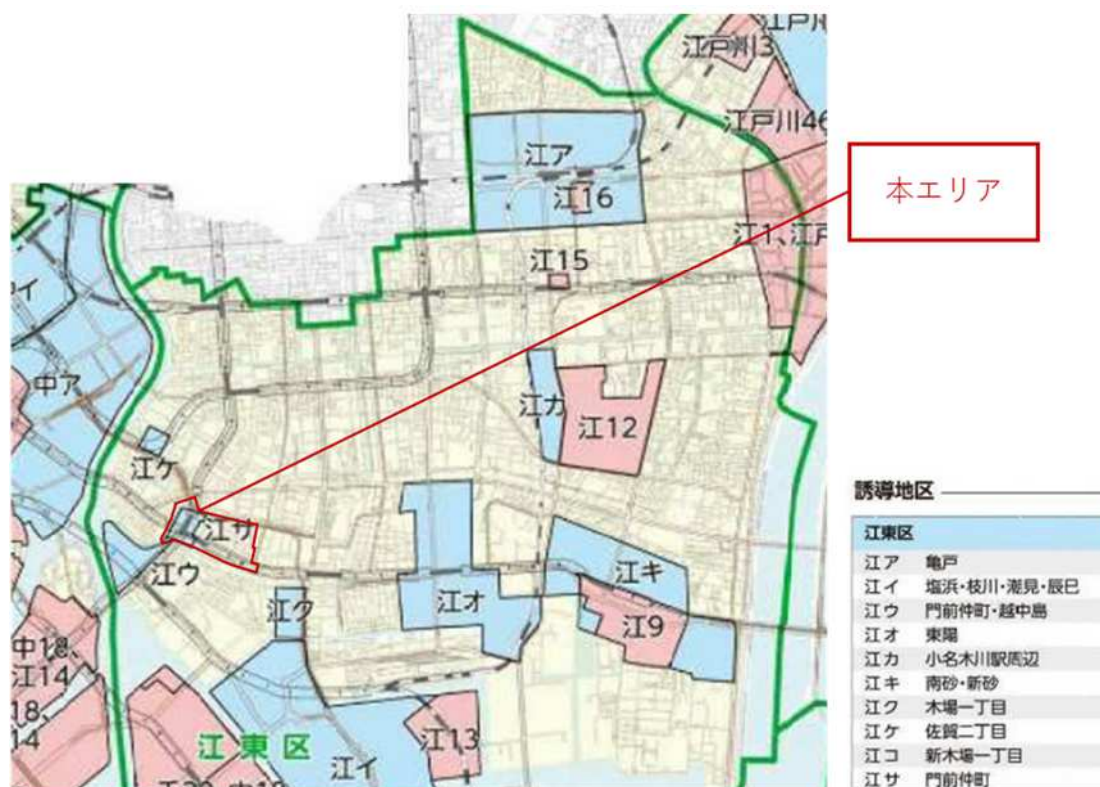 江戸川3
江戸川46
江ア
江16
本エリア
江1、江戸
江15
中ア
江カ
江12
江ケ
江サ
江ウ
江ク
江オ
江キ
江9
中18、
江14
18、
14
江東区
江イ
江13
誘導地区
江東区
江ア 亀戸
江イ 塩浜・枝川・潮見・辰巳
江ウ 門前仲町・越中島
江オ 東陽
江カ 小名木川駅周辺
江キ 南砂・新砂
江ク 木場一丁目
江ケ 佐賀二丁目
江コ 新木場一丁目
江サ 門前仲町